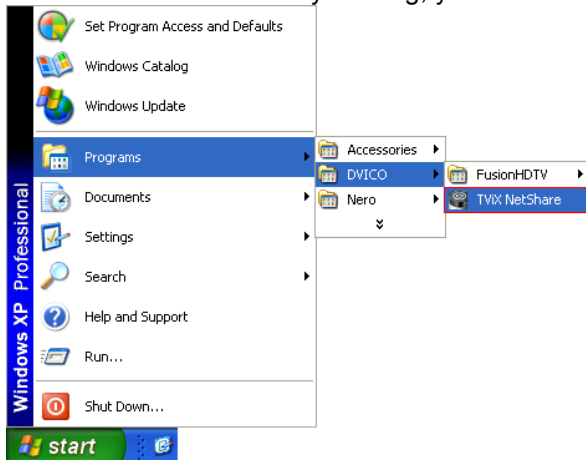 Set Program Access and Defaults
Windows Catalog
Windows Update
Programs
Documents
Settings
Search
Help and Support
Run...
Shut Down...
Windows XP Professional
start
Accessories
DVICO
Nero
FusionHDTV
TViX NetShare